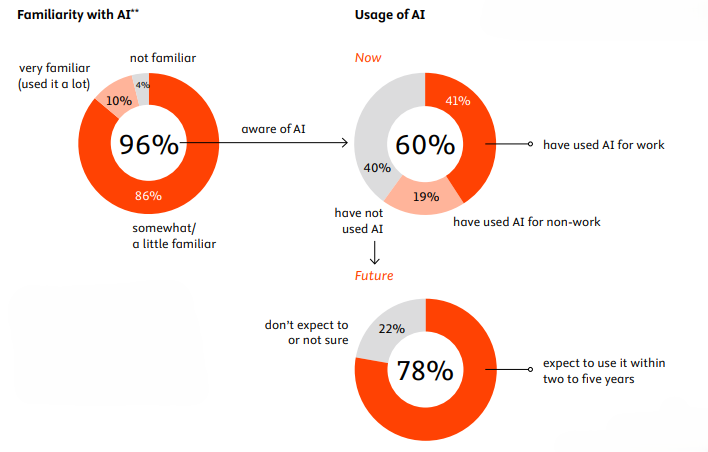 Familiarity with AI**
not familiar
very familiar
(used it a lot)
4%
10%
96%
86%
somewhat/
a little familiar
aware of AI
Usage of AI
Now
41%
60%
40%
19%
have used AI for work
have used AI for non-work
have not
used AI
Future
don't expect to
or not sure
22%
78%
expect to use it within
two to five years